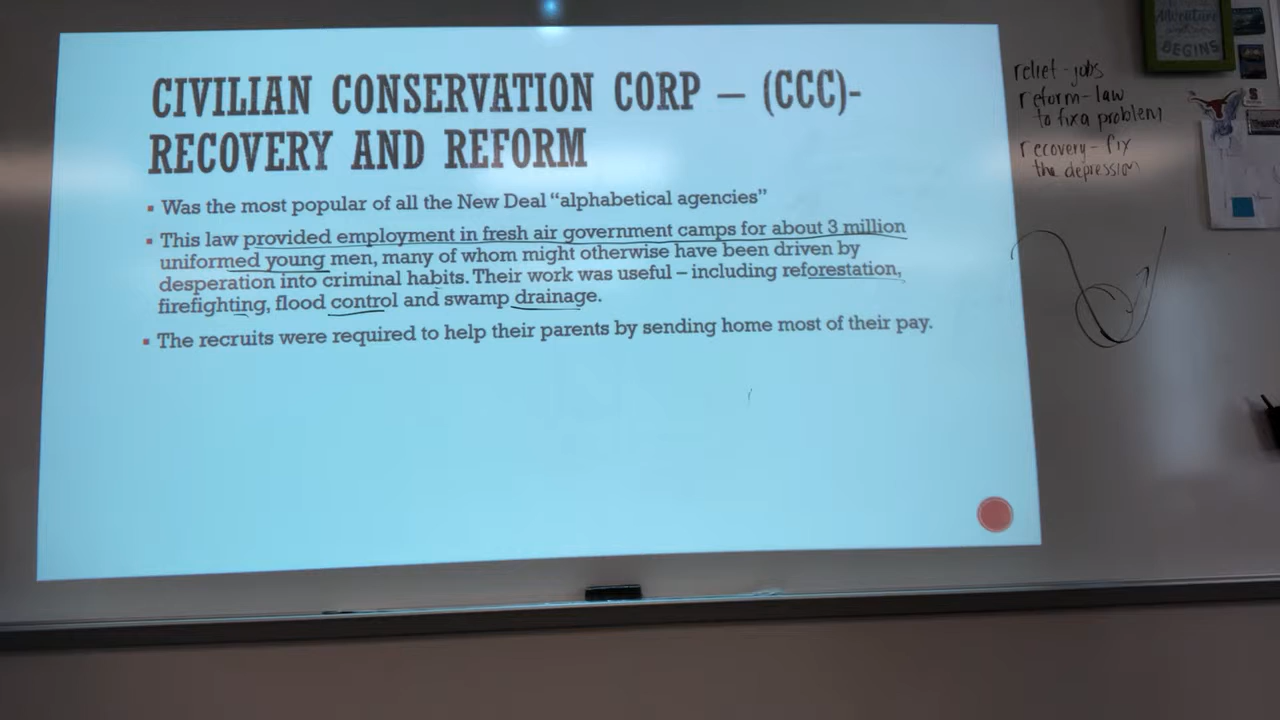 CIVILIAN CONSERVATION CORP – (CCC)-
RECOVERY AND REFORM
▪ Was the most popular of all the New Deal “alphabetical agencies”
▪ This law provided employment in fresh air government camps for about 3 million
uniformed young men, many of whom might otherwise have been driven by
desperation into criminal habits. Their work was useful – including reforestation,
firefighting, flood control and swamp drainage.
▪ The recruits were required to help their parents by sending home most of their pay.
relief - jobs
reform - law
to fix a problem
recovery - fix
the depression
Adventure
BEGINS
S